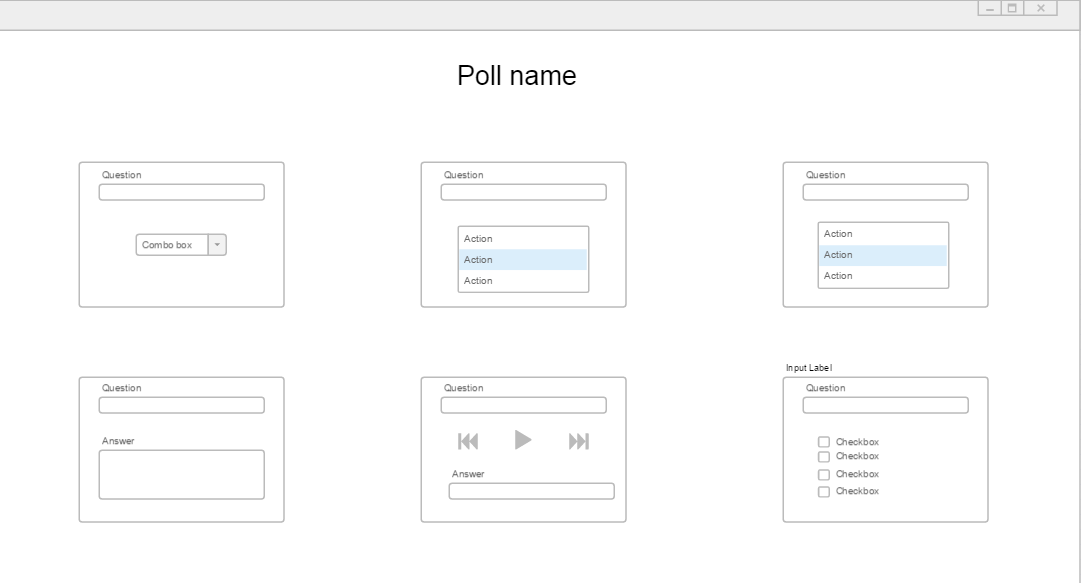 Poll name
Question
Combo box
Question
Action
Action
Action
Question
Action
Action
Action
Question
Answer
Question
Answer
Input Label
Question
Checkbox
Checkbox
Checkbox
Checkbox